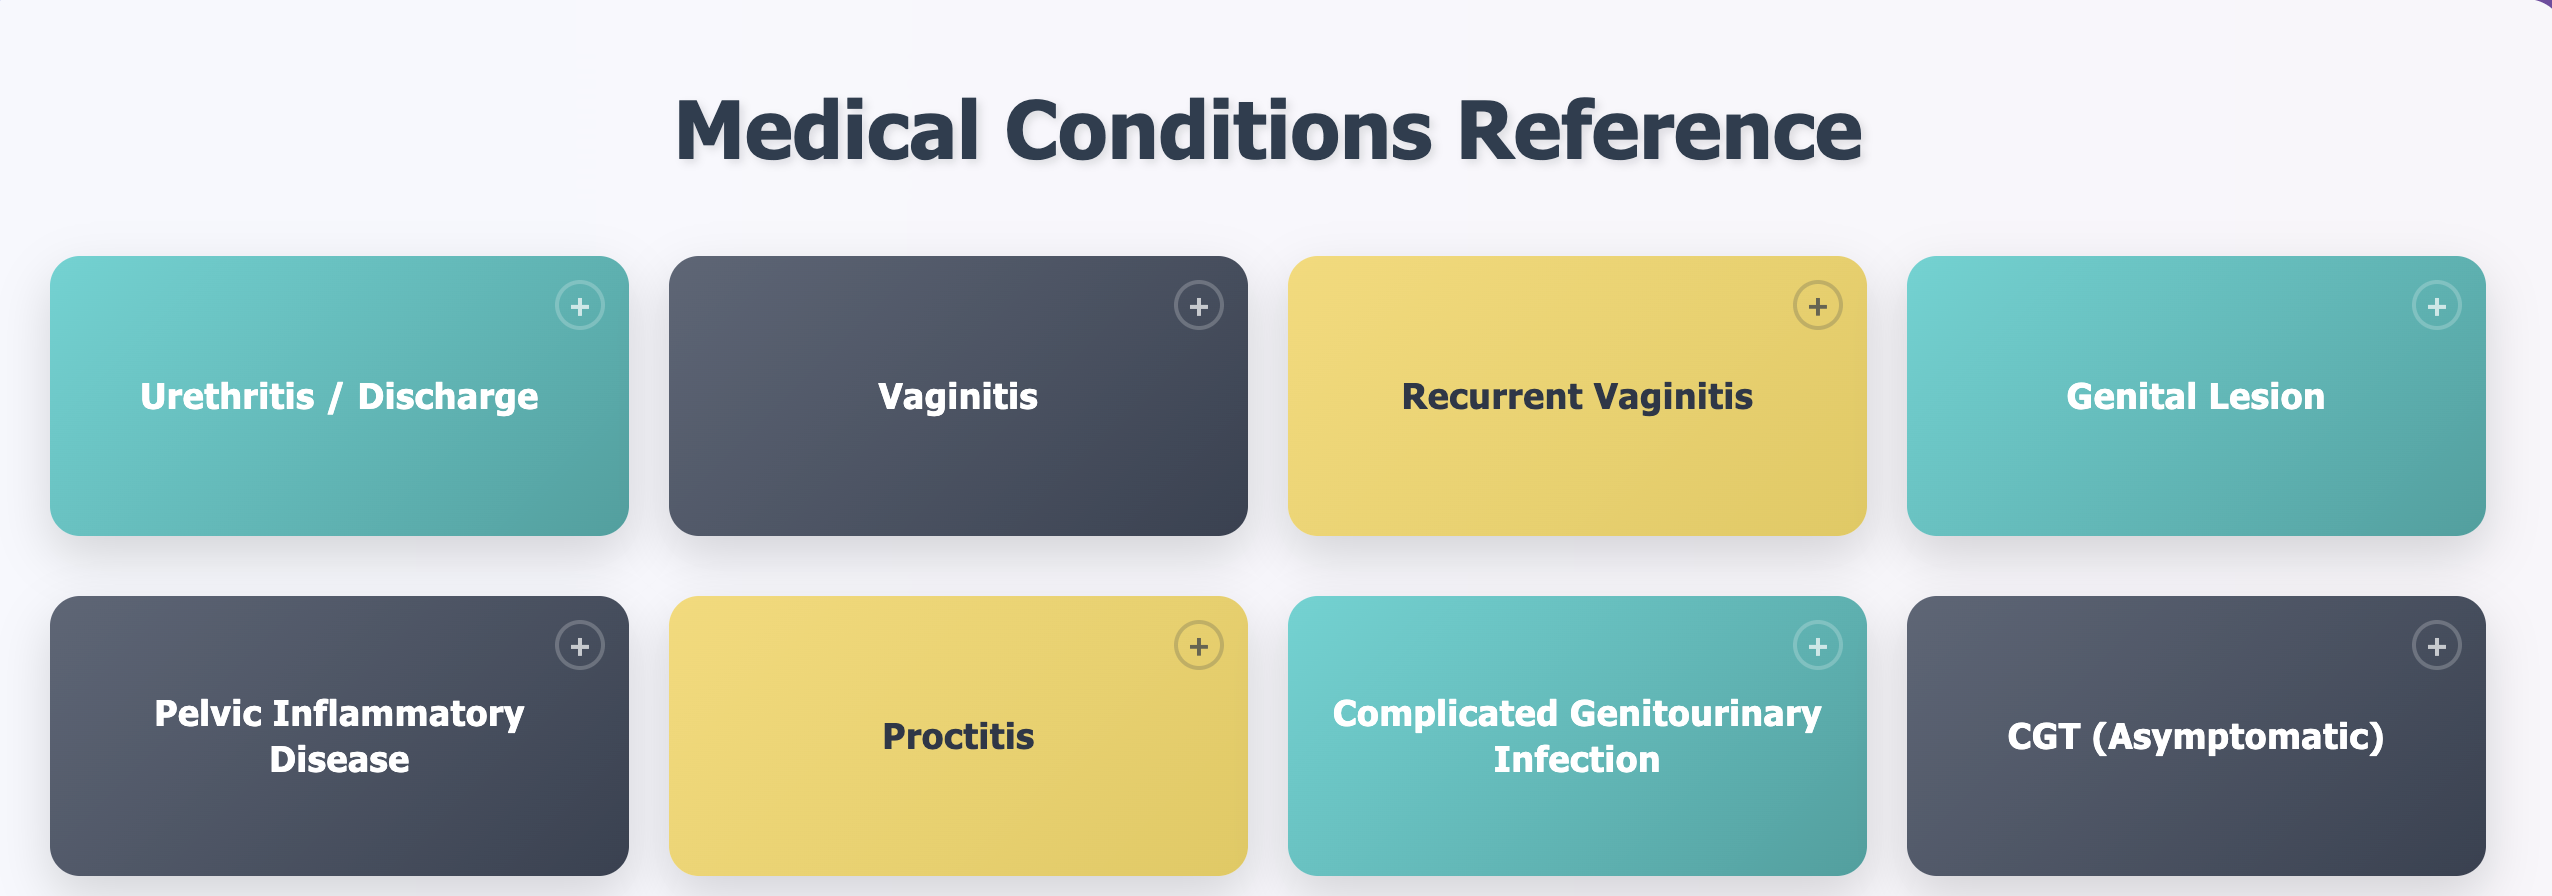 Medical Conditions Reference
+
+
+
+
Urethritis / Discharge
Vaginitis
Recurrent Vaginitis
Genital Lesion
+
+
+
+
Pelvic Inflammatory
Disease
Proctitis
Complicated Genitourinary
Infection
CGT (Asymptomatic)